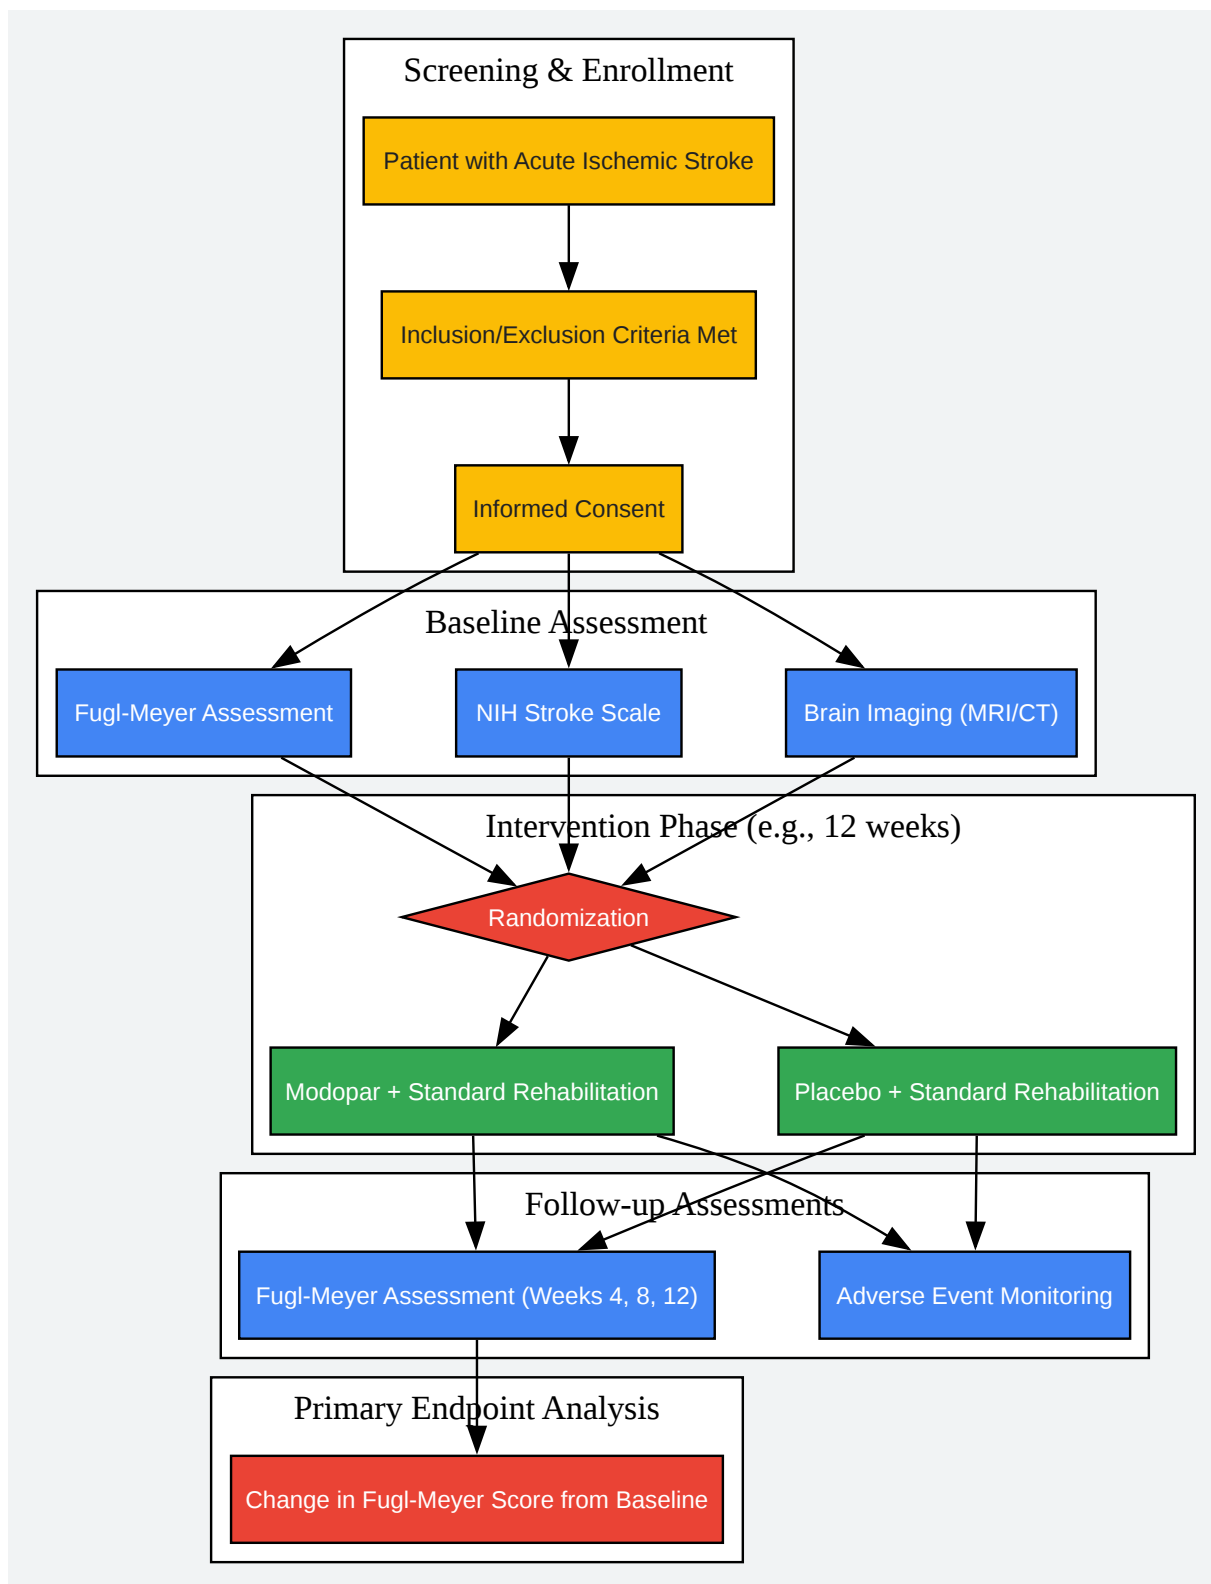 Screening & Enrollment
Patient with Acute Ischemic Stroke
Inclusion/Exclusion Criteria Met
Informed Consent
Baseline Assessment
Fugl-Meyer Assessment
NIH Stroke Scale
Brain Imaging (MRI/CT)
Intervention Phase (e.g., 12 weeks)
Randomization
Modopar + Standard Rehabilitation
Placebo + Standard Rehabilitation
Follow-up Assessments
Fugl-Meyer Assessment (Weeks 4, 8, 12)
Adverse Event Monitoring
Primary Endpoint Analysis
Change in Fugl-Meyer Score from Baseline